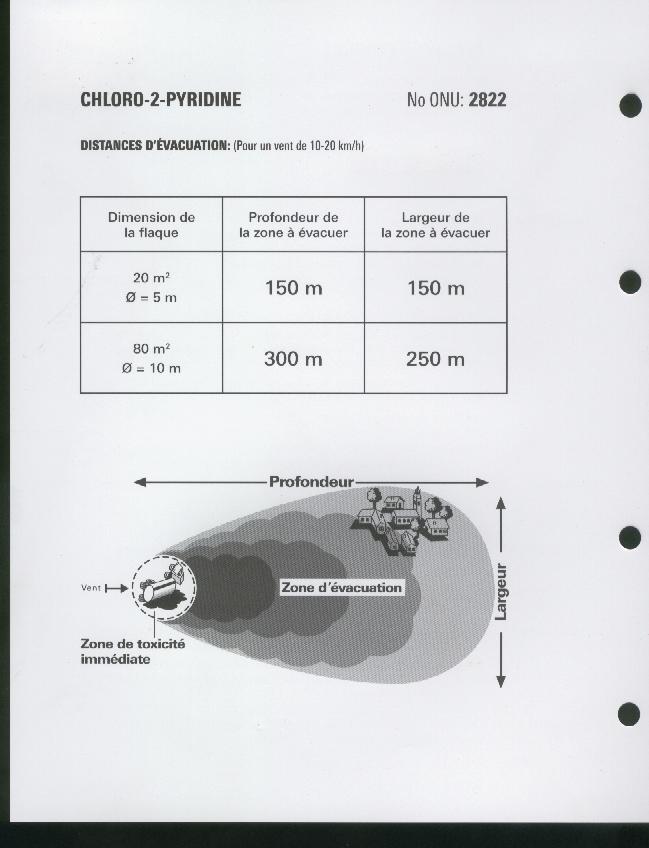 CHLORO-2-PYRIDINE No ONU: 2822
DISTANCES D'ÉVACUATION: (Pour un vent de 10-20 km/h)
Dimension de la flaque
Profondeur de la zone à évacuer
Largeur de la zone à évacuer
20 m²
Ø = 5 m
150 m
150 m
80 m²
Ø = 10 m
300 m
250 m
Profondeur
Vent
Zone d'évacuation
Largeur
Zone de toxicité
immédiate